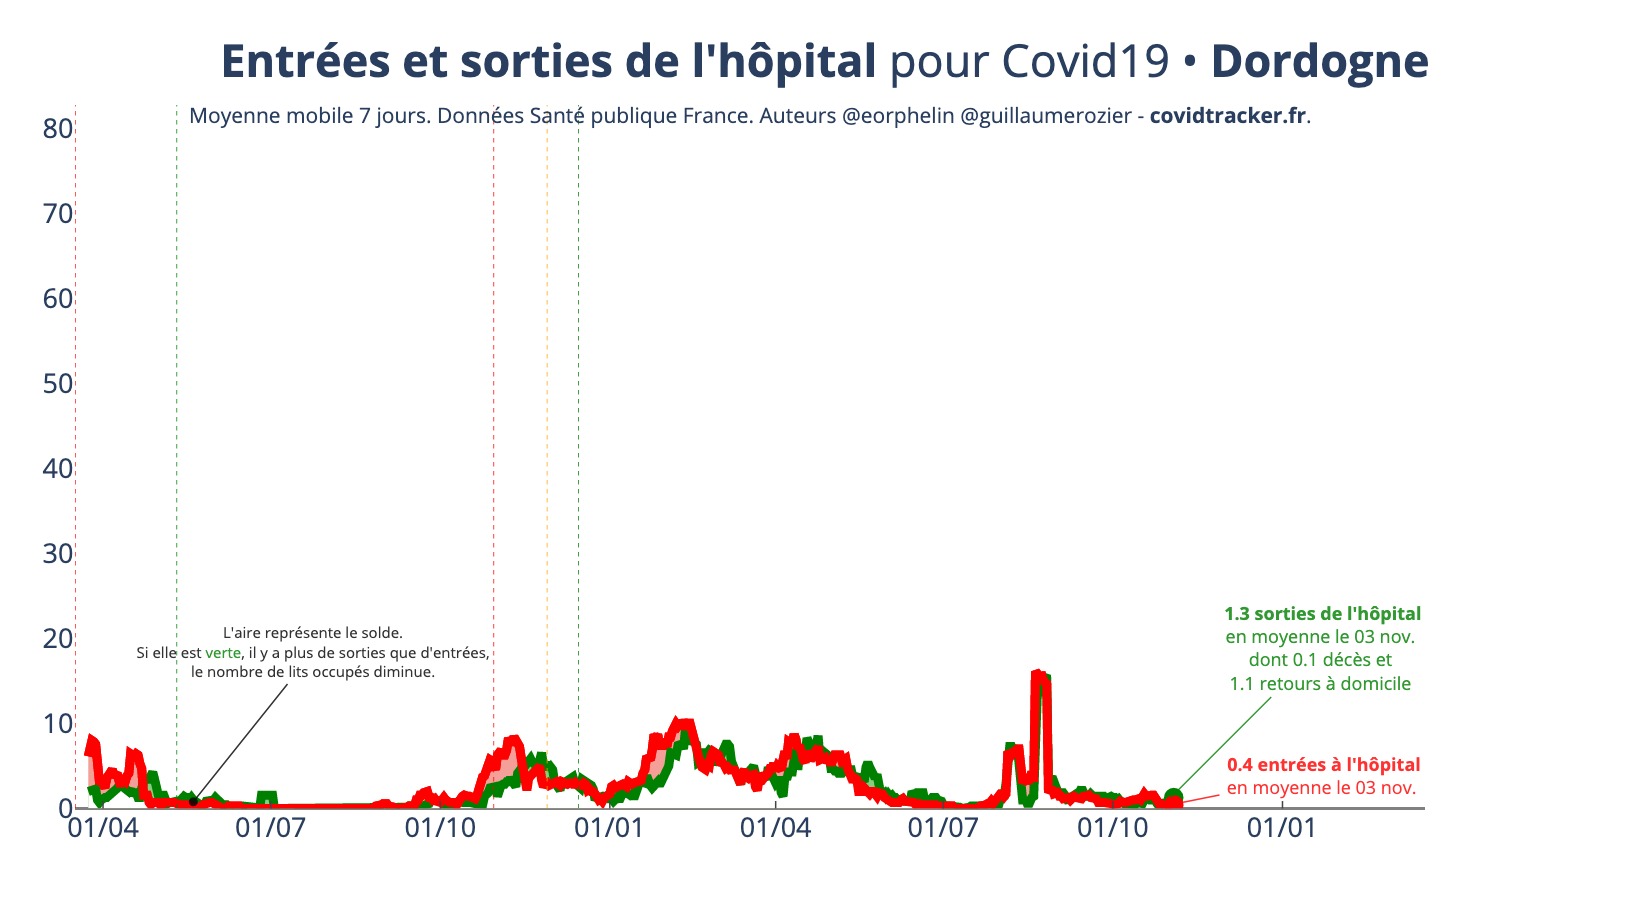 Entrées et sorties de l'hôpital pour Covid19 • Dordogne
Moyenne mobile 7 jours. Données Santé publique France. Auteurs @eorphelin @guillaumerozier - covidtracker.fr.
80
70
60
50
40
30
20
10
0
L'aire représente le solde.
Si elle est verte, il y a plus de sorties que d'entrées,
le nombre de lits occupés diminue.
1.3 sorties de l'hôpital
en moyenne le 03 nov.
dont 0.1 décès et
1.1 retours à domicile
0.4 entrées à l'hôpital
en moyenne le 03 nov.
01/04 01/07 01/10 01/01 01/04 01/07 01/10 01/01